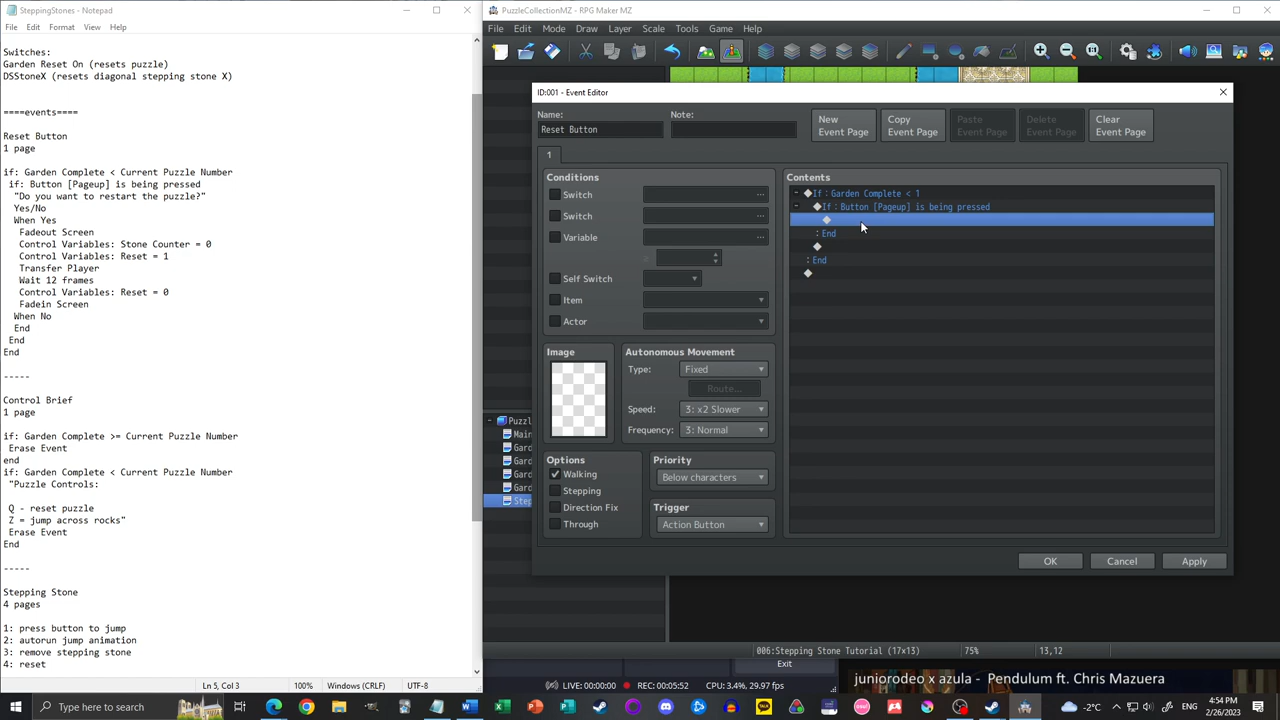 SteppingStones - Notepad
File Edit Format View Help
Switches:
Garden Reset On (resets puzzle)
DSStoneX (resets diagonal stepping stone X)
====events====
Reset Button
1 page
if: Garden Complete < Current Puzzle Number
if: Button [Pageup] is being pressed
"Do you want to restart the puzzle?"
Yes/No
When Yes
Fadeout Screen
Control Variables: Stone Counter = 0
Control Variables: Reset = 1
Transfer Player
Wait 12 frames
Control Variables: Reset = 0
Fadein Screen
When No
End
End
End
-----
Control Brief
1 page
if: Garden Complete >= Current Puzzle Number
Erase Event
end
if: Garden Complete < Current Puzzle Number
"Puzzle Controls:
Q - reset puzzle
Z = jump across rocks"
Erase Event
End
-----
Stepping Stone
4 pages
1: press button to jump
2: autorun jump animation
3: remove stepping stone
4: reset
Ln 5, Col 3 100% Windows (CRLF) UTF-8
PuzzleCollectionMZ - RPG Maker MZ
File Edit Mode Draw Layer Scale Tools Game Help
ID:001 - Event Editor
Name: Note:
Reset Button
New Event Page
Copy Event Page
Paste Event Page
Delete Event Page
Clear Event Page
1
Conditions
Switch
Switch
Variable
Self Switch
Item
Actor
Image
Autonomous Movement
Type: Fixed
Route...
Speed: 3: x2 Slower
Frequency: 3: Normal
Options
Walking
Stepping
Direction Fix
Through
Priority
Below characters
Trigger
Action Button
Contents
◆If：Garden Complete < 1
◆If：Button [Pageup] is being pressed
◆
：End
◆
：End
◆
OK Cancel Apply
Puzzl
Main
Gard
Gard
Gard
Gard
Step
006:Stepping Stone Tutorial (17x13) 75% 13,12
Exit
LIVE: 00:00:00 REC: 00:05:52 CPU: 3.4%, 29.97 fps
juniorodeo x azula - Pendulum ft. Chris Mazuera
Type here to search
-2°C
4:54 PM
2/26/2023